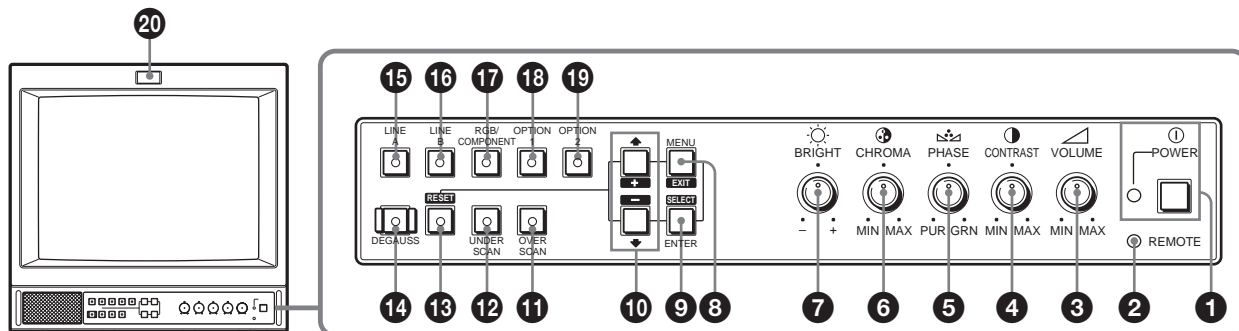 20
15 16 17 18 19
LINE A
LINE B
RGB/ COMPONENT
OPTION 1
OPTION 2
MENU
EXIT
+
RESET
−
SELECT
ENTER
DEGAUSS
UNDER SCAN
OVER SCAN
BRIGHT
CHROMA
PHASE
CONTRAST
VOLUME
POWER
− +
MIN MAX
PUR GRN
MIN MAX
MIN MAX
REMOTE
14 13 12 11 10 9 8 7 6 5 4 3 2 1